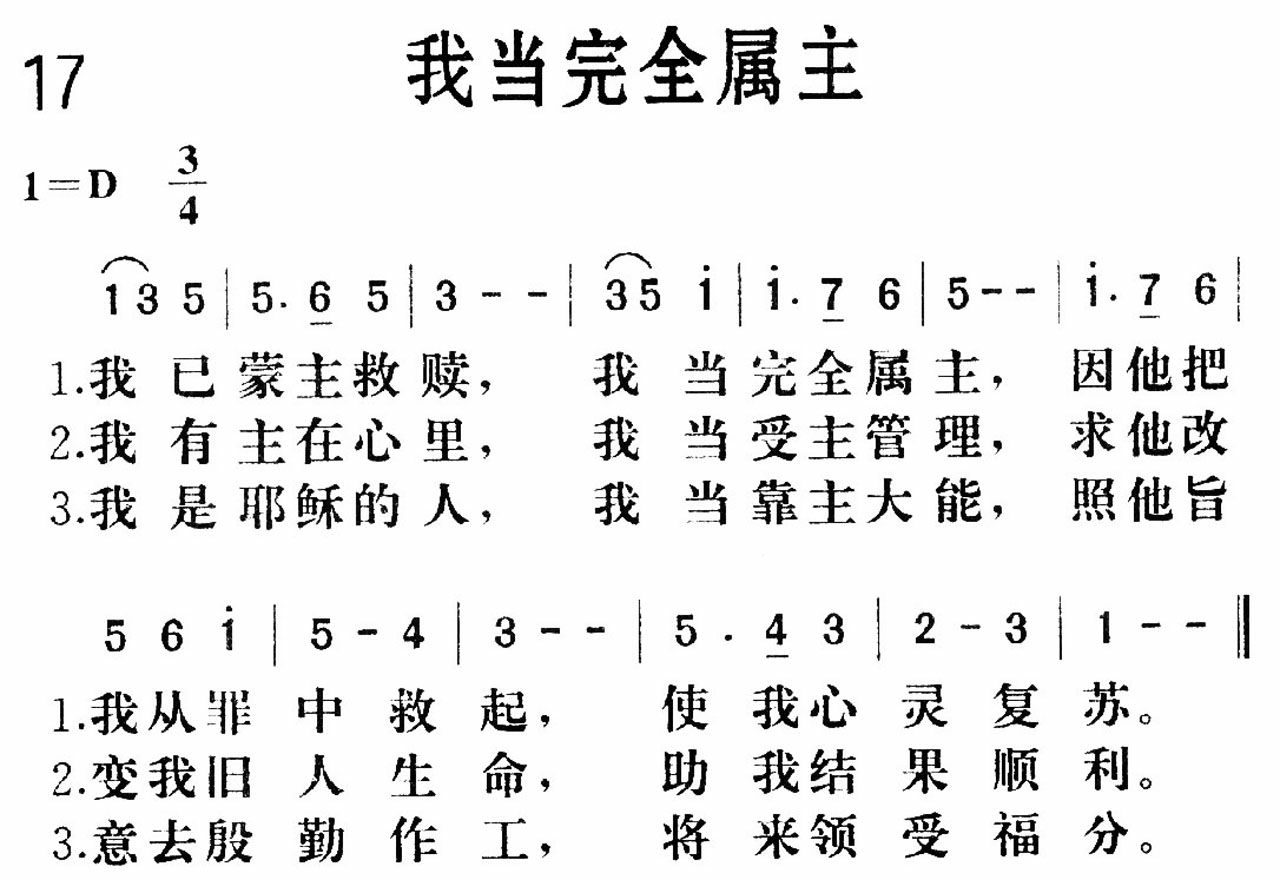 17
我当完全属主
1=D 3/4
1 3 5 | 5. 6 5 | 3 - - | 3 5 i | i. 7 6 | 5 - - | i. 7 6 |
1.我 已 蒙主救赎， 我 当完全属主，因他把
2.我 有 主在心里， 我 当受主管理，求他改
3.我 是 耶稣的人， 我 当靠主大能，照他旨
5 6 i | 5 - 4 | 3 - - | 5 . 4 3 | 2 - 3 | 1 - - ‖
1.我从罪 中 救 起， 使 我心 灵 复 苏。
2.变我旧 人 生 命， 助 我结 果 顺 利。
3.意去殷 勤 作 工， 将 来领 受 福 分。